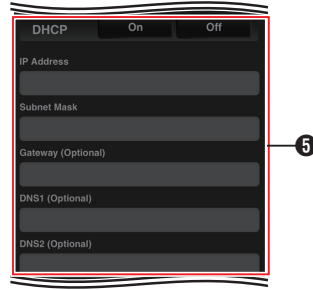 DHCP On Off
IP Address
Subnet Mask
Gateway (Optional)
DNS1 (Optional)
DNS2 (Optional)
5